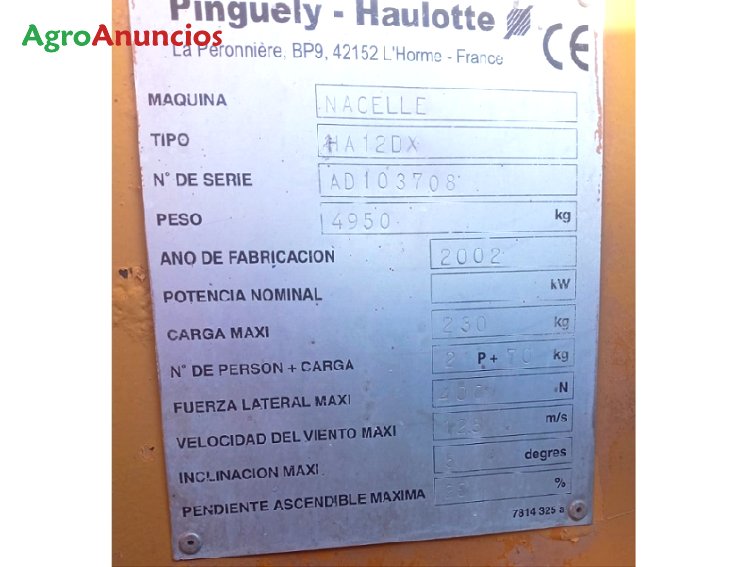 Pinguely - Haulotte
AgroAnuncios
La Péronnière, BP9, 42152 L'Horme - France
CE
MAQUINA NACELLE
TIPO HA12DX
N° DE SERIE AD103708
PESO 4950 kg
ANO DE FABRICACION 2002
POTENCIA NOMINAL kW
CARGA MAXI 230 kg
N° DE PERSON + CARGA 2 P + 70 kg
FUERZA LATERAL MAXI N
VELOCIDAD DEL VIENTO MAXI m/s
INCLINACION MAXI degres
PENDIENTE ASCENDIBLE MAXIMA %
7814 325 a